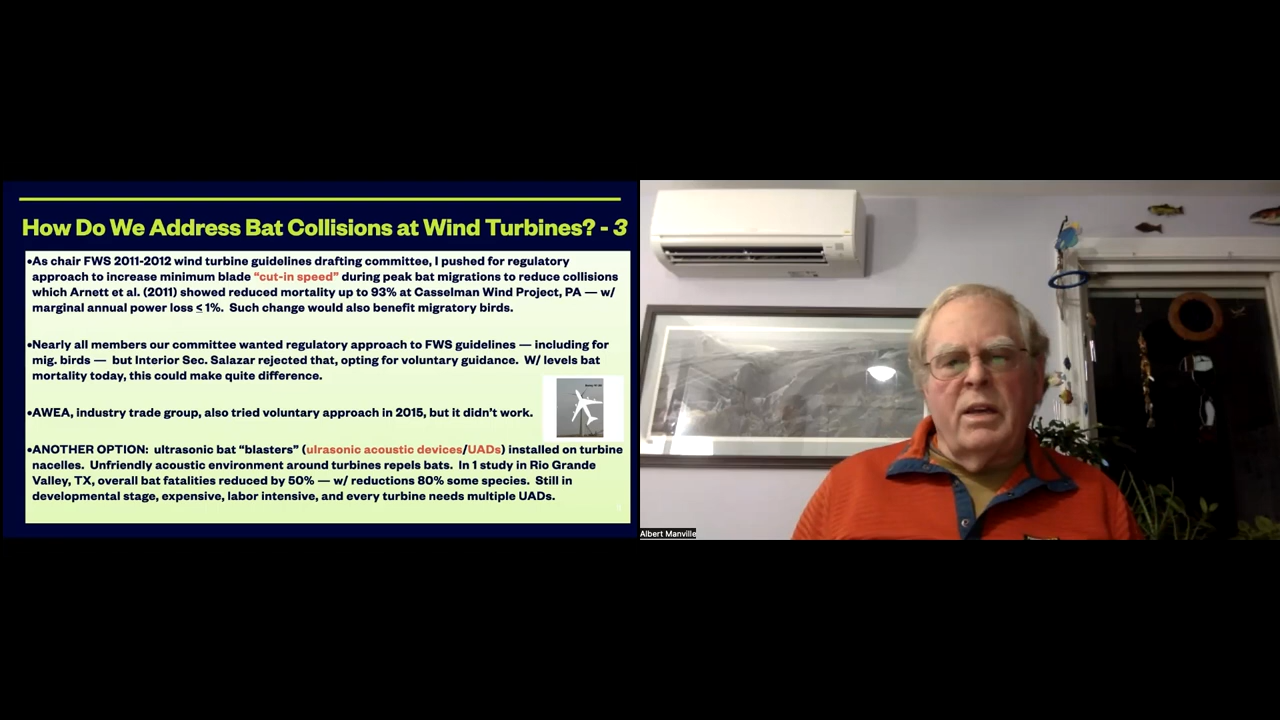 How Do We Address Bat Collisions at Wind Turbines? - 3
•As chair FWS 2011-2012 wind turbine guidelines drafting committee, I pushed for regulatory
approach to increase minimum blade “cut-in speed” during peak bat migrations to reduce collisions
which Arnett et al. (2011) showed reduced mortality up to 93% at Casselman Wind Project, PA — w/
marginal annual power loss ≤ 1%. Such change would also benefit migratory birds.
•Nearly all members our committee wanted regulatory approach to FWS guidelines — including for
mig. birds — but Interior Sec. Salazar rejected that, opting for voluntary guidance. W/ levels bat
mortality today, this could make quite difference.
•AWEA, industry trade group, also tried voluntary approach in 2015, but it didn’t work.
•ANOTHER OPTION: ultrasonic bat “blasters” (ulrasonic acoustic devices/UADs) installed on turbine
nacelles. Unfriendly acoustic environment around turbines repels bats. In 1 study in Rio Grande
Valley, TX, overall bat fatalities reduced by 50% — w/ reductions 80% some species. Still in
developmental stage, expensive, labor intensive, and every turbine needs multiple UADs.
Albert Manville